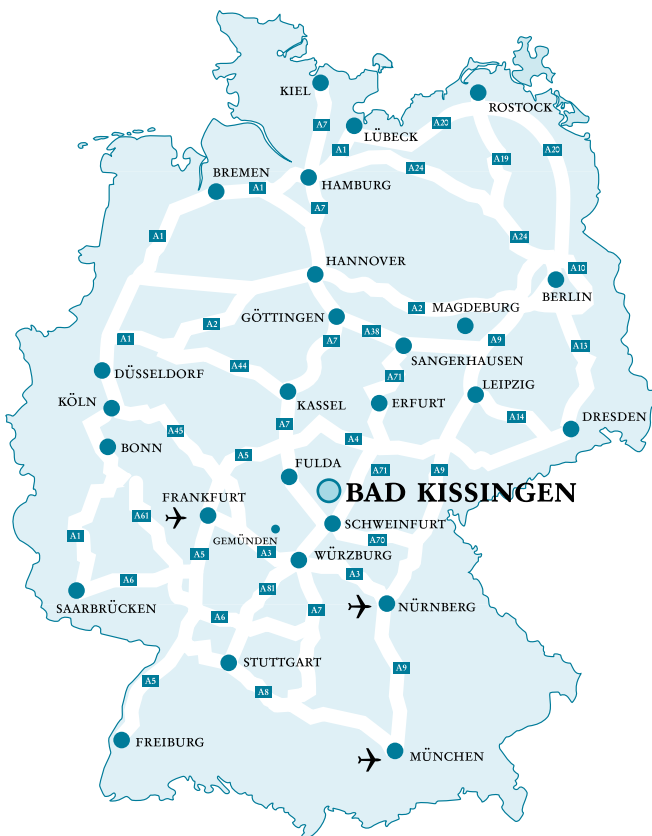 KIEL
ROSTOCK
A7
A20
LÜBECK
A1
A20
A19
A24
BREMEN
A1
HAMBURG
A7
A1
A24
HANNOVER
A10
BERLIN
A2
MAGDEBURG
GÖTTINGEN
A2
A38
A1
A7
A9
A13
SANGERHAUSEN
A44
DÜSSELDORF
A71
LEIPZIG
KÖLN
KASSEL
ERFURT
A14
DRESDEN
A7
A45
A4
BONN
A5
FULDA
A71
A9
FRANKFURT
BAD KISSINGEN
A61
SCHWEINFURT
A1
GEMÜNDEN
A70
A5
A3
WÜRZBURG
A6
A3
A81
SAARBRÜCKEN
NÜRNBERG
A6
A7
STUTTGART
A9
A5
A8
FREIBURG
MÜNCHEN